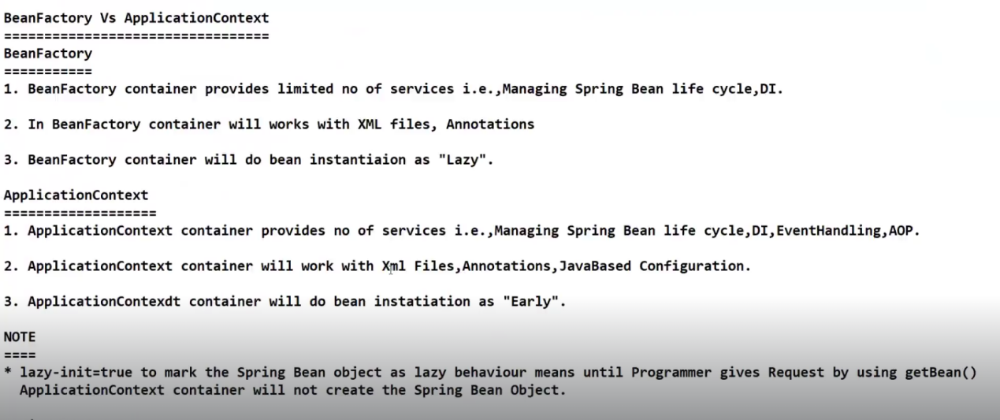 BeanFactory Vs ApplicationContext
=================================
BeanFactory
===========
1. BeanFactory container provides limited no of services i.e.,Managing Spring Bean life cycle,DI.
2. In BeanFactory container will works with XML files, Annotations
3. BeanFactory container will do bean instantiaion as "Lazy".
ApplicationContext
===================
1. ApplicationContext container provides no of services i.e.,Managing Spring Bean life cycle,DI,EventHandling,AOP.
2. ApplicationContext container will work with Xml Files,Annotations,JavaBased Configuration.
3. ApplicationContexdt container will do bean instatiation as "Early".
NOTE
====
* lazy-init=true to mark the Spring Bean object as lazy behaviour means until Programmer gives Request by using getBean()
ApplicationContext container will not create the Spring Bean Object.